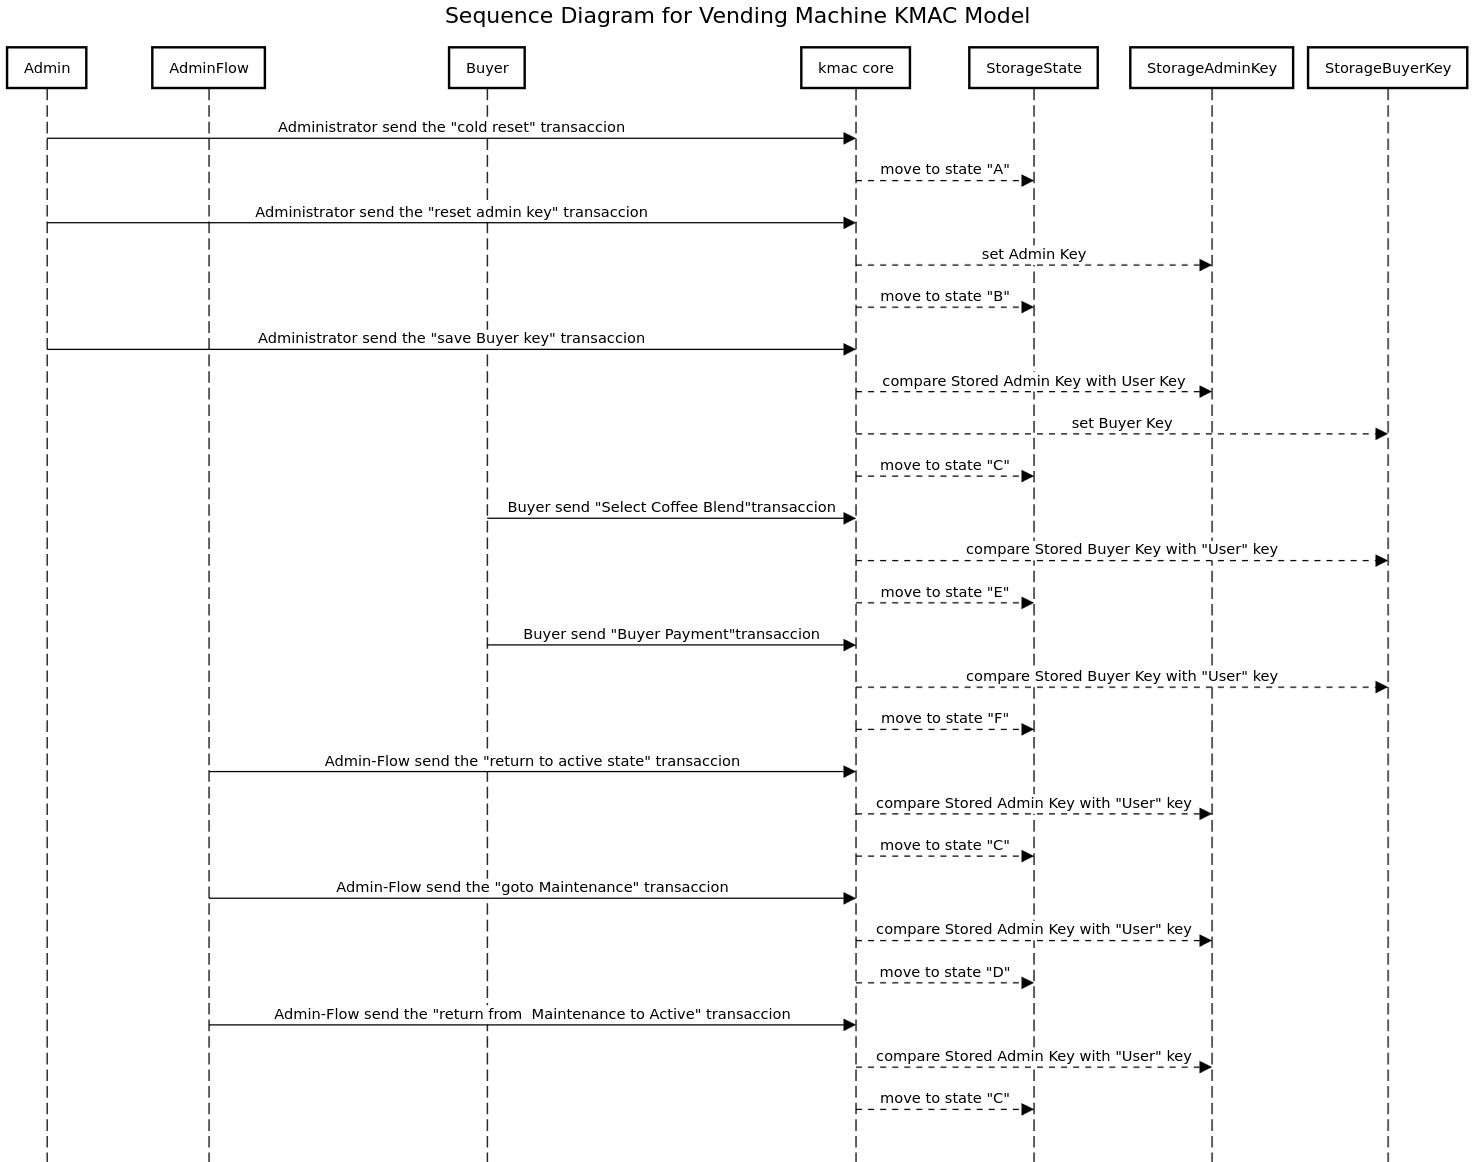 Sequence Diagram for Vending Machine KMAC Model
Admin
AdminFlow
Buyer
kmac core
StorageState
StorageAdminKey
StorageBuyerKey
Administrator send the "cold reset" transaccion
move to state "A"
Administrator send the "reset admin key" transaccion
set Admin Key
move to state "B"
Administrator send the "save Buyer key" transaccion
compare Stored Admin Key with User Key
set Buyer Key
move to state "C"
Buyer send "Select Coffee Blend"transaccion
compare Stored Buyer Key with "User" key
move to state "E"
Buyer send "Buyer Payment"transaccion
compare Stored Buyer Key with "User" key
move to state "F"
Admin-Flow send the "return to active state" transaccion
compare Stored Admin Key with "User" key
move to state "C"
Admin-Flow send the "goto Maintenance" transaccion
compare Stored Admin Key with "User" key
move to state "D"
Admin-Flow send the "return from  Maintenance to Active" transaccion
compare Stored Admin Key with "User" key
move to state "C"